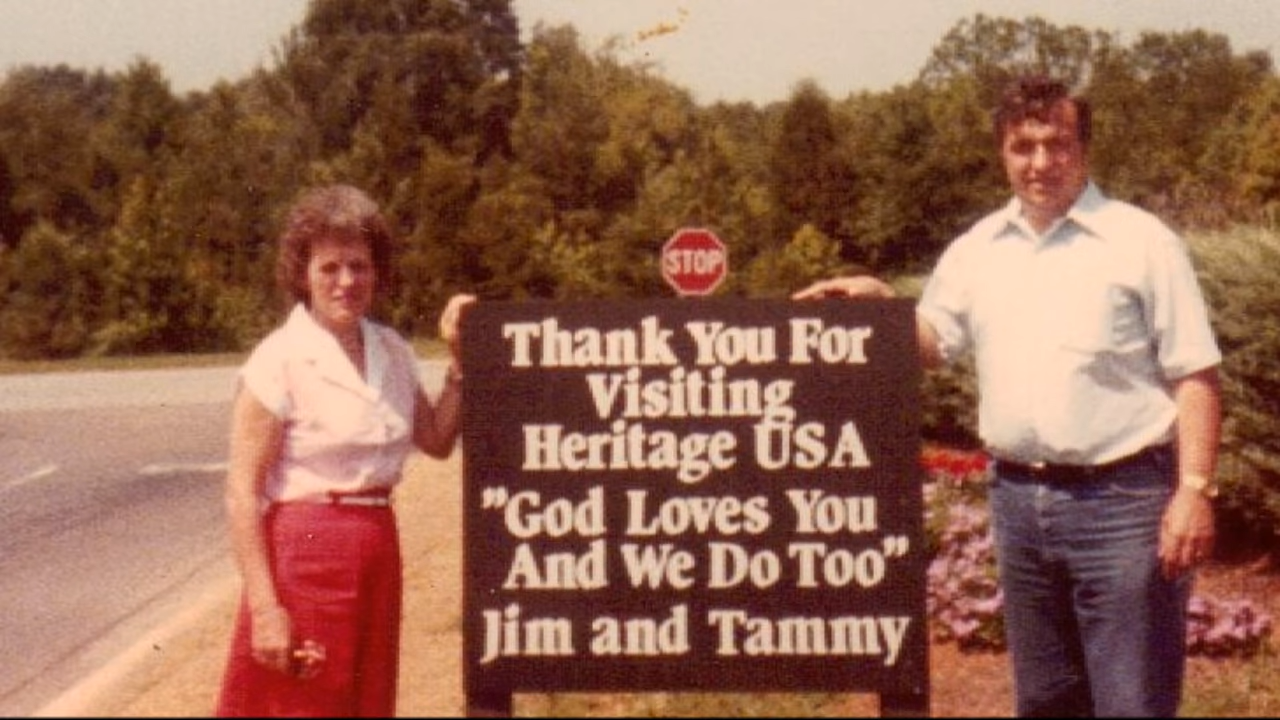 STOP
Thank You For
Visiting
Heritage USA
"God Loves You
And We Do Too"
Jim and Tammy